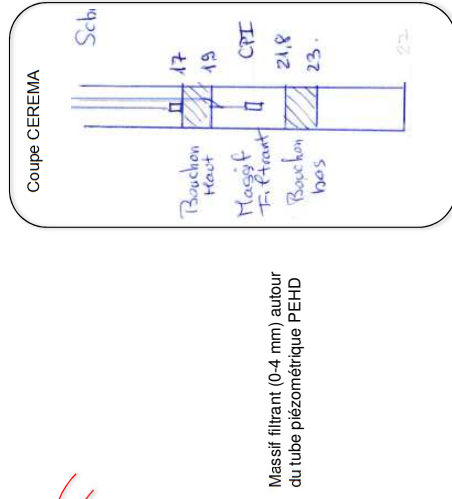 Coupe CEREMA
17
Bouchon
Haut
19
Massif
Filtrant
CPI
21,8
Bouchon
bas
23.
Massif filtrant (0-4 mm) autour
du tube piézométrique PEHD